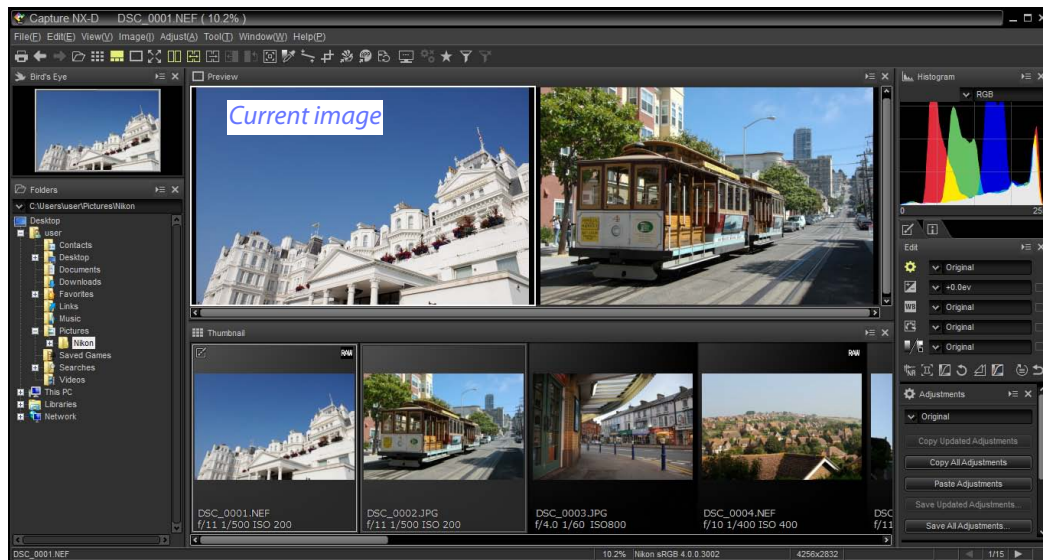 Capture NX-D DSC_0001.NEF ( 10.2% )
File(F) Edit(E) View(V) Image(I) Adjust(A) Tool(T) Window(W) Help(P)
Bird's Eye
Preview
Current image
Histogram
RGB
0
25
Folders
C:\Users\user\Pictures\Nikon
Desktop
user
Contacts
Desktop
Documents
Downloads
Favorites
Links
Music
Pictures
Nikon
Saved Games
Searches
Videos
This PC
Libraries
Network
Edit
Original
+0.0ev
WB Original
Original
Original
Thumbnail
RAW
RAW
DSC_0001.NEF
f/11 1/500 ISO 200
DSC_0002.JPG
f/11 1/500 ISO 200
DSC_0003.JPG
f/4.0 1/60 ISO800
DSC_0004.NEF
f/10 1/400 ISO 400
DSC
f/11
Adjustments
Original
Copy Updated Adjustments
Copy All Adjustments
Paste Adjustments
Save Updated Adjustments...
Save All Adjustments...
DSC_0001.NEF
10.2% Nikon sRGB 4.0.0.3002 4256x2832
1/15